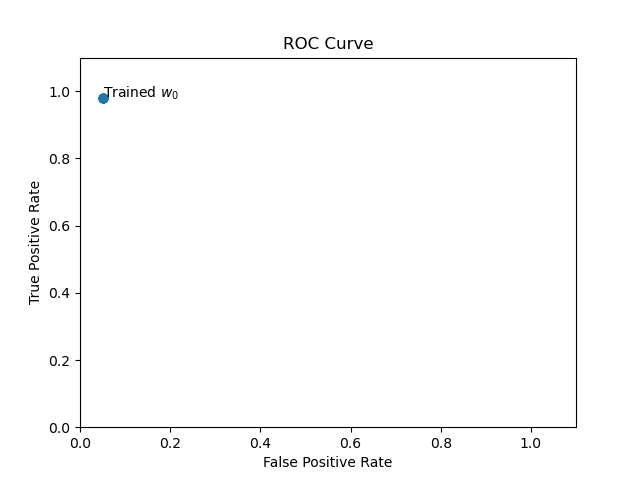 ROC Curve
True Positive Rate
1.0
0.8
0.6
0.4
0.2
0.0
Trained w₀
0.0 0.2 0.4 0.6 0.8 1.0
False Positive Rate